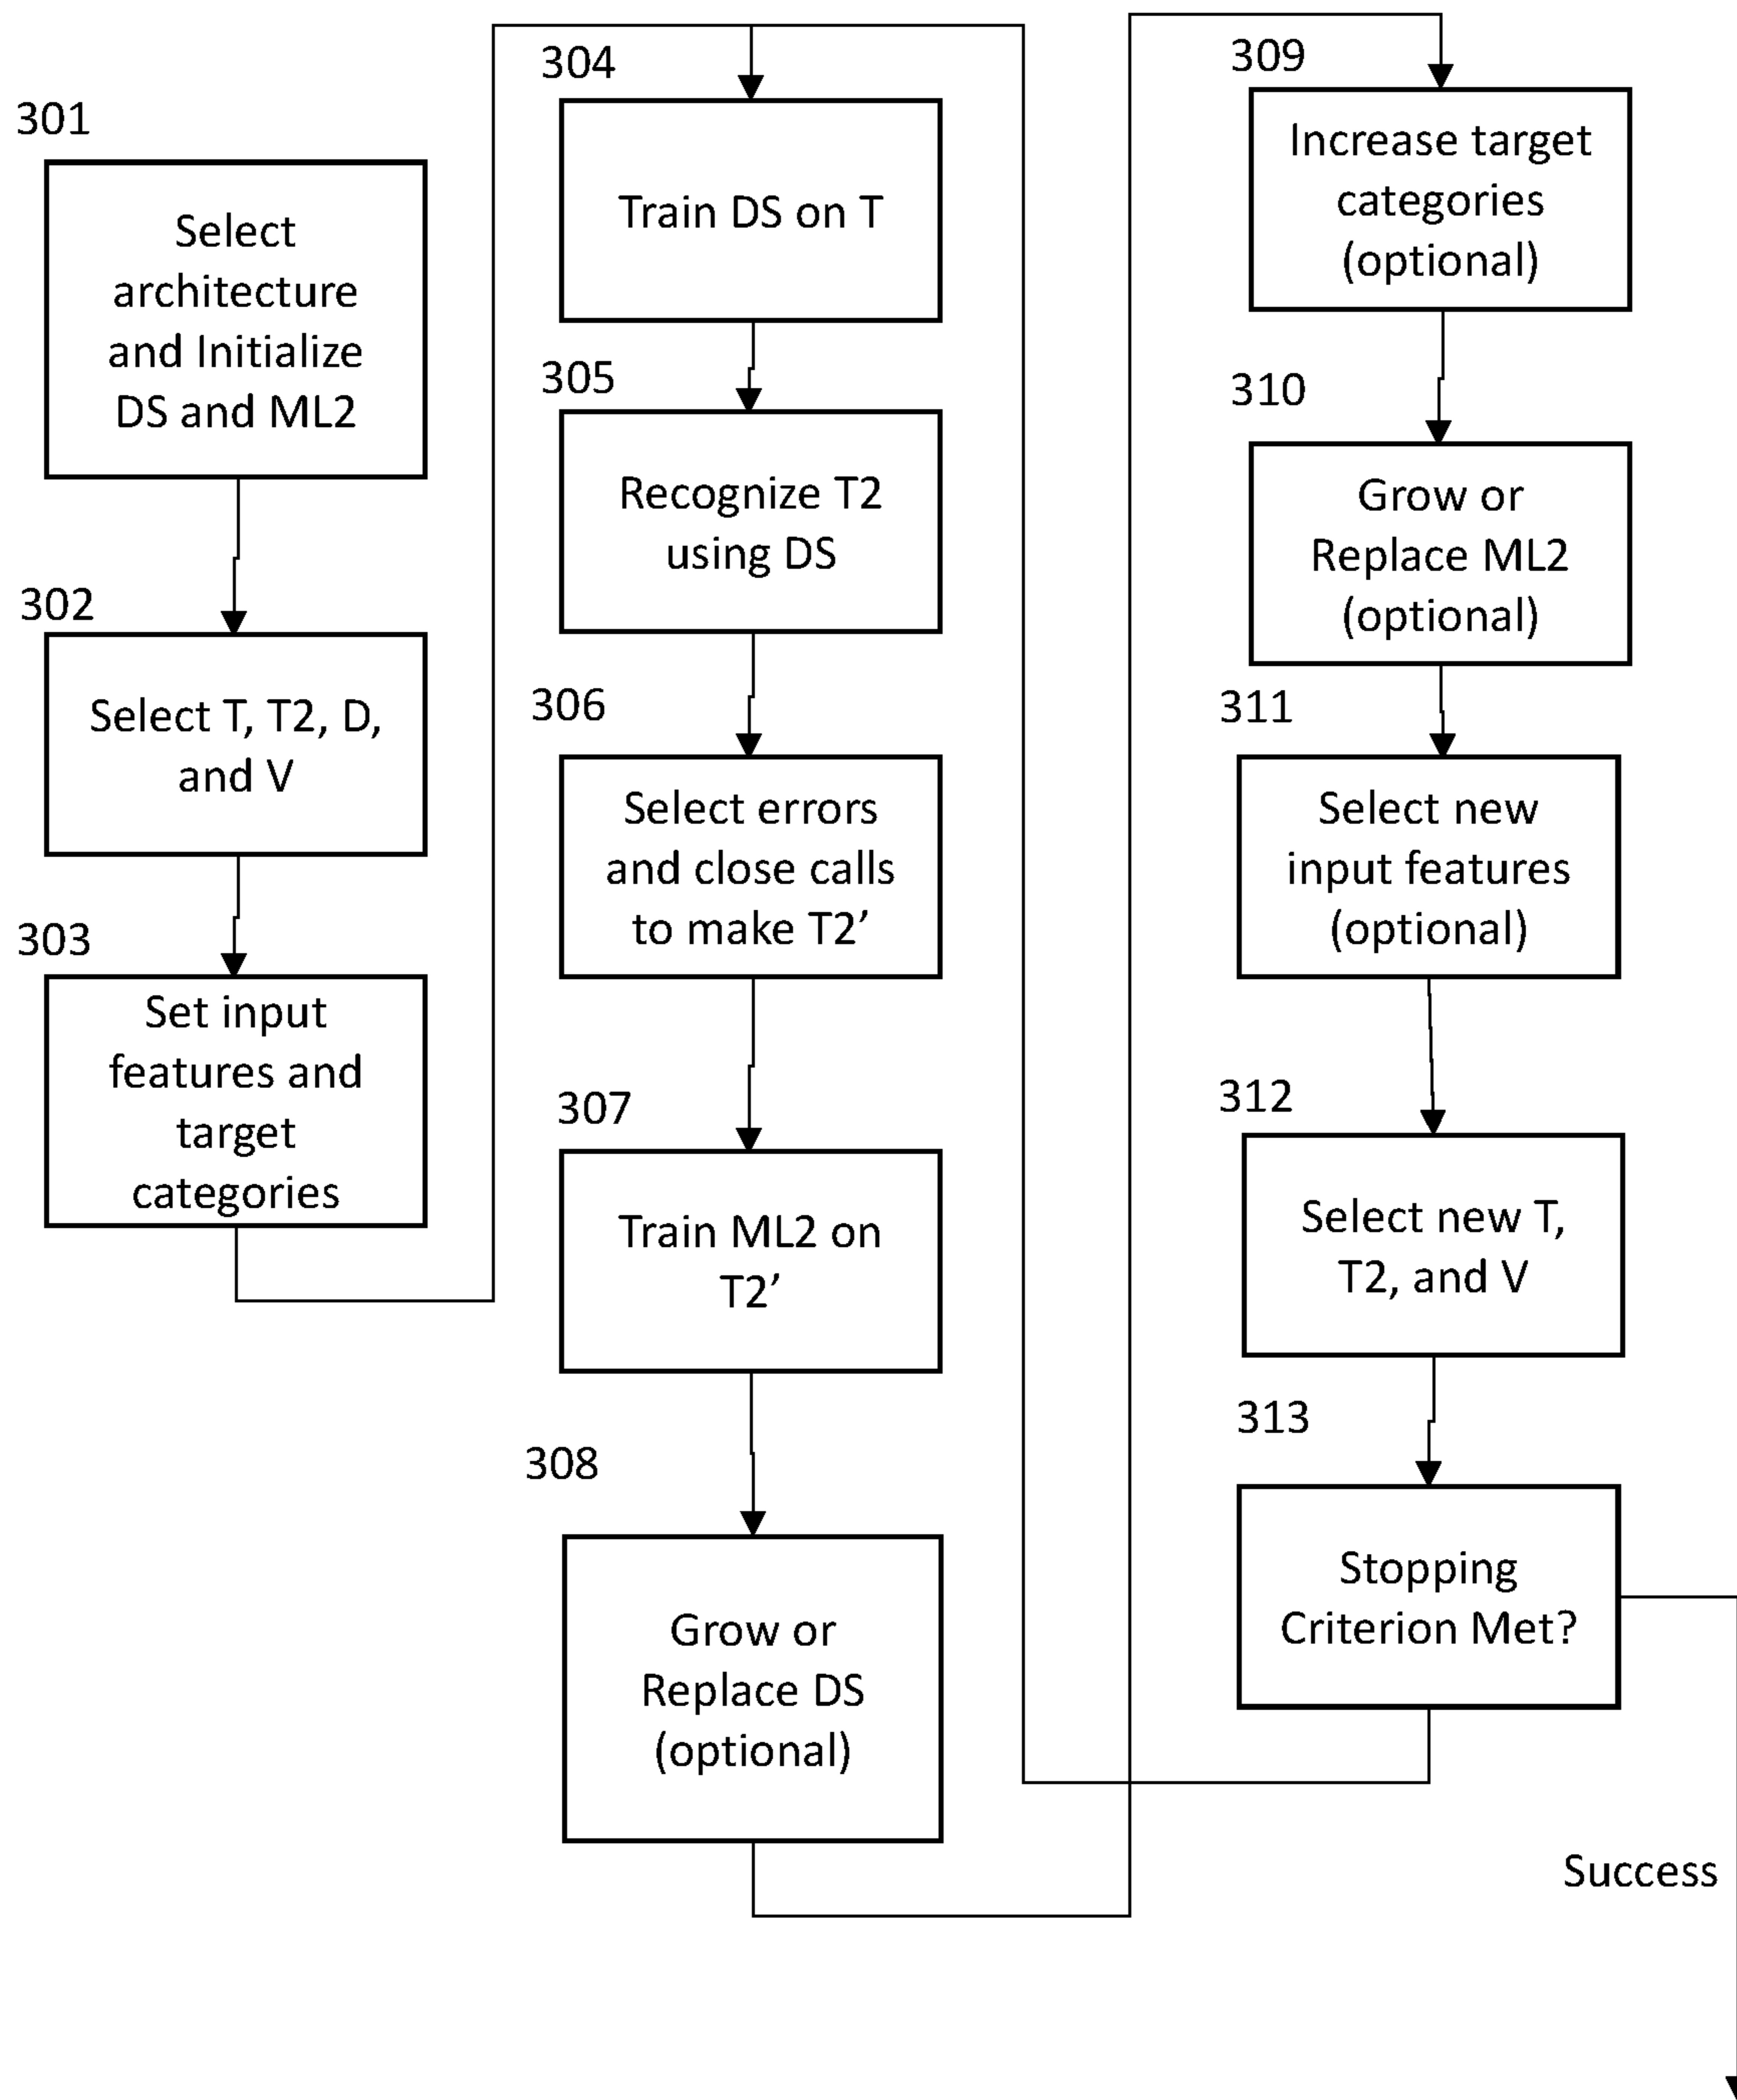 301
Select
architecture
and Initialize
DS and ML2
302
Select T, T2, D,
and V
303
Set input
features and
target
categories
304
Train DS on T
305
Recognize T2
using DS
306
Select errors
and close calls
to make T2’
307
Train ML2 on
T2’
308
Grow or
Replace DS
(optional)
309
Increase target
categories
(optional)
310
Grow or
Replace ML2
(optional)
311
Select new
input features
(optional)
312
Select new T,
T2, and V
313
Stopping
Criterion Met?
Success